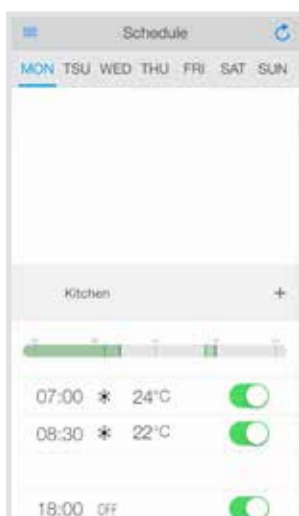 Schedule
MON TSU WED THU FRI SAT SUN
Kitchen +
07:00 24°C
08:30 22°C
18:00 OFF